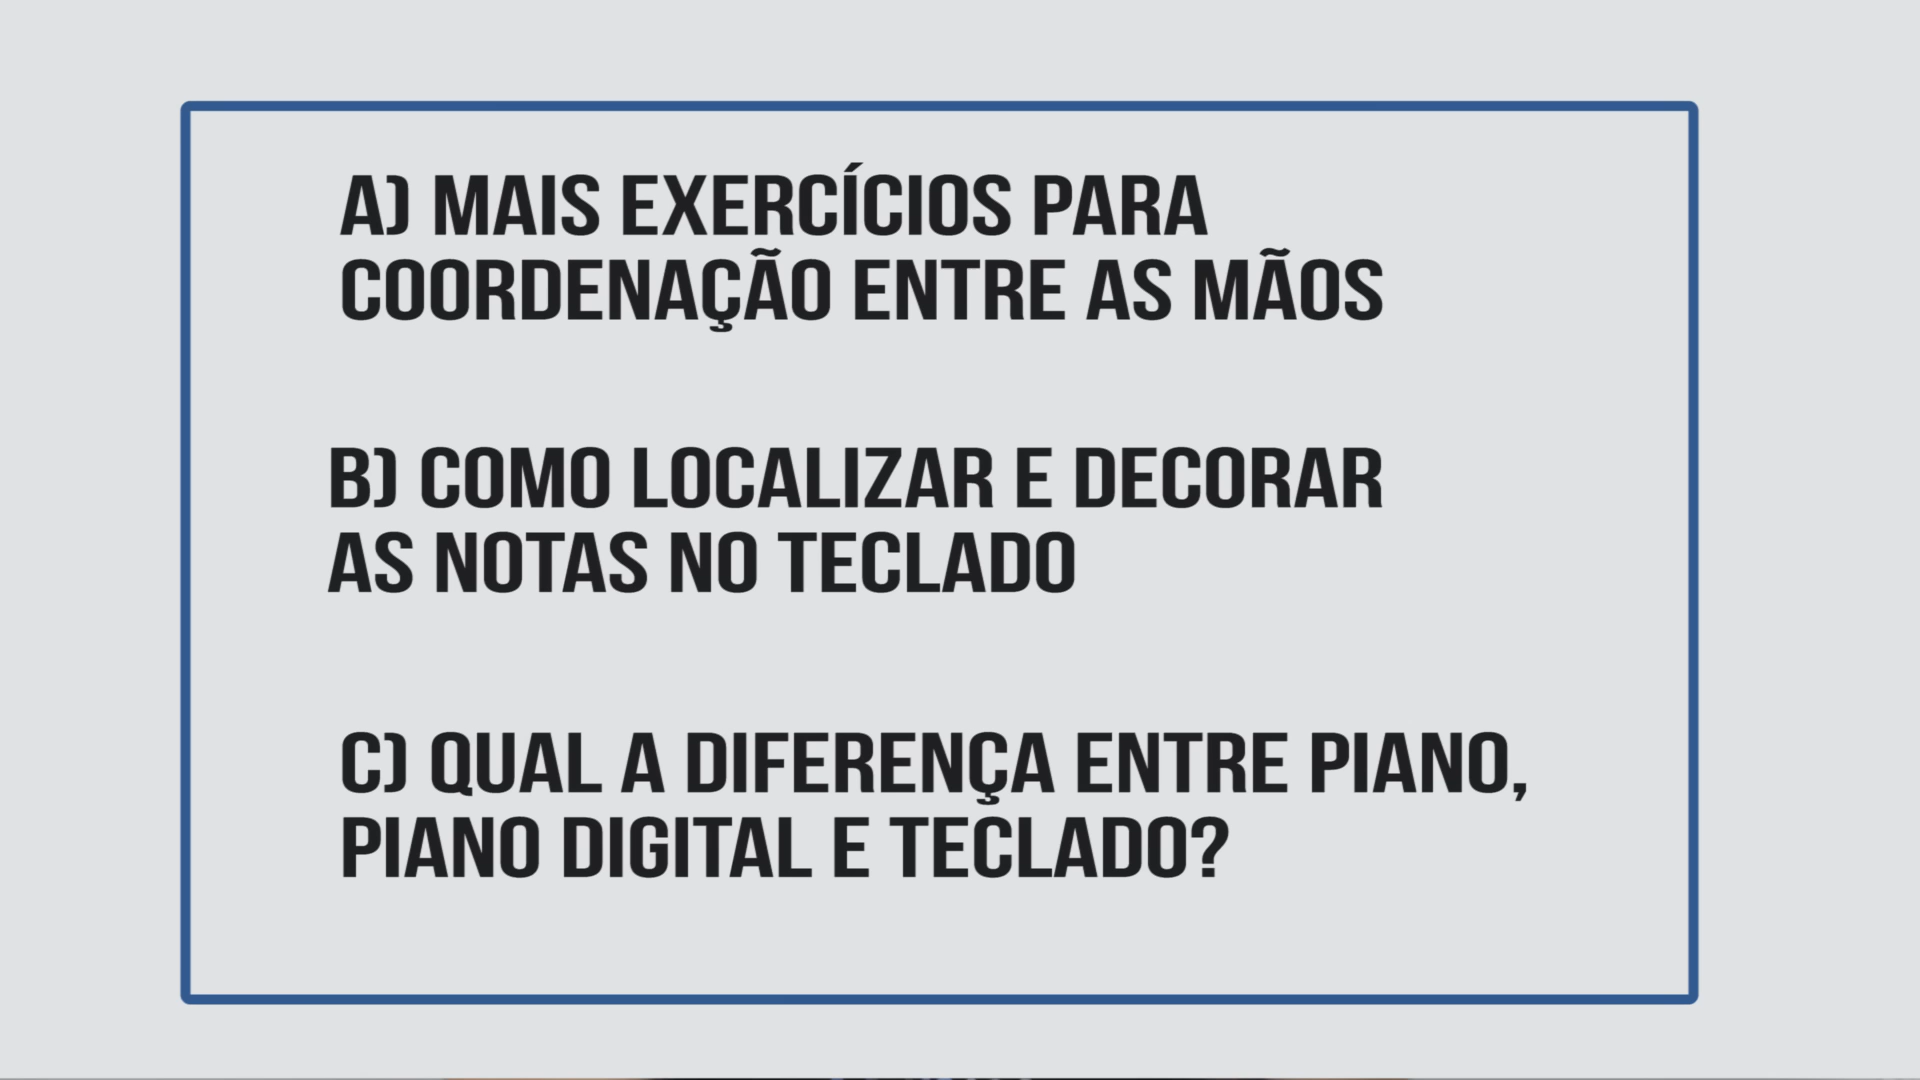 A) MAIS EXERCÍCIOS PARA
COORDENAÇÃO ENTRE AS MÃOS
B) COMO LOCALIZAR E DECORAR
AS NOTAS NO TECLADO
C) QUAL A DIFERENÇA ENTRE PIANO,
PIANO DIGITAL E TECLADO?